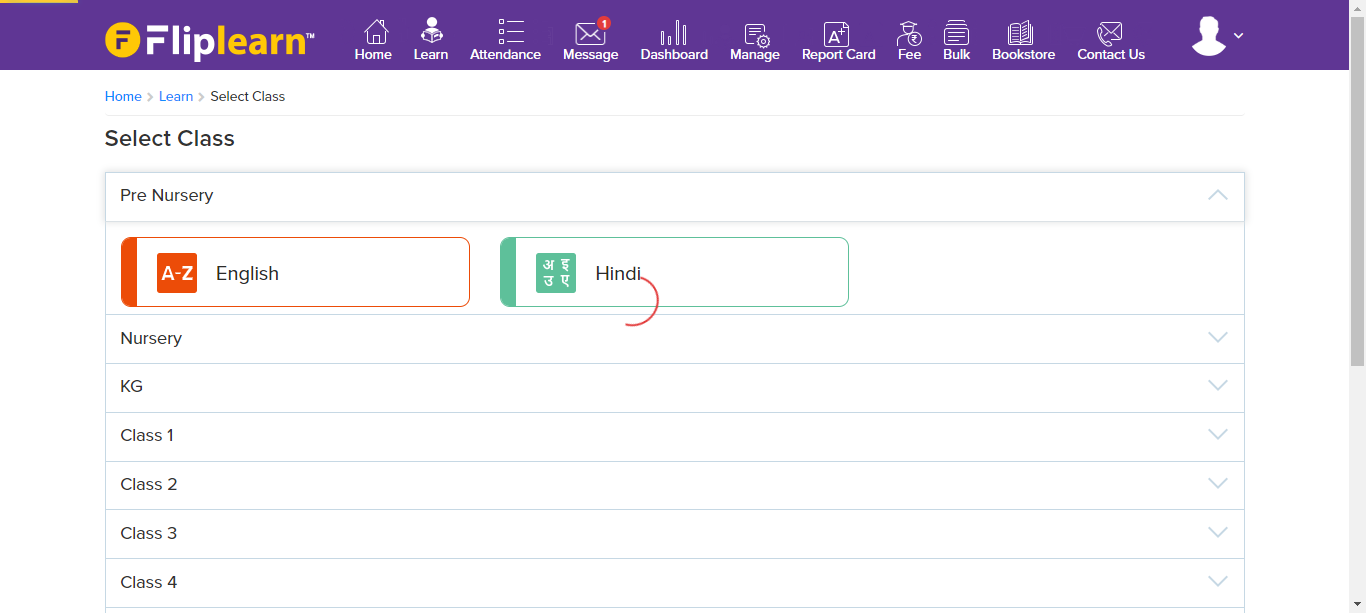 Fliplearn™
Home Learn Attendance Message 1 Dashboard Manage Report Card Fee Bulk Bookstore Contact Us
A+
₹
Home > Learn > Select Class
Select Class
Pre Nursery
A-Z English
अ इ
उ ए
Hindi
Nursery
KG
Class 1
Class 2
Class 3
Class 4